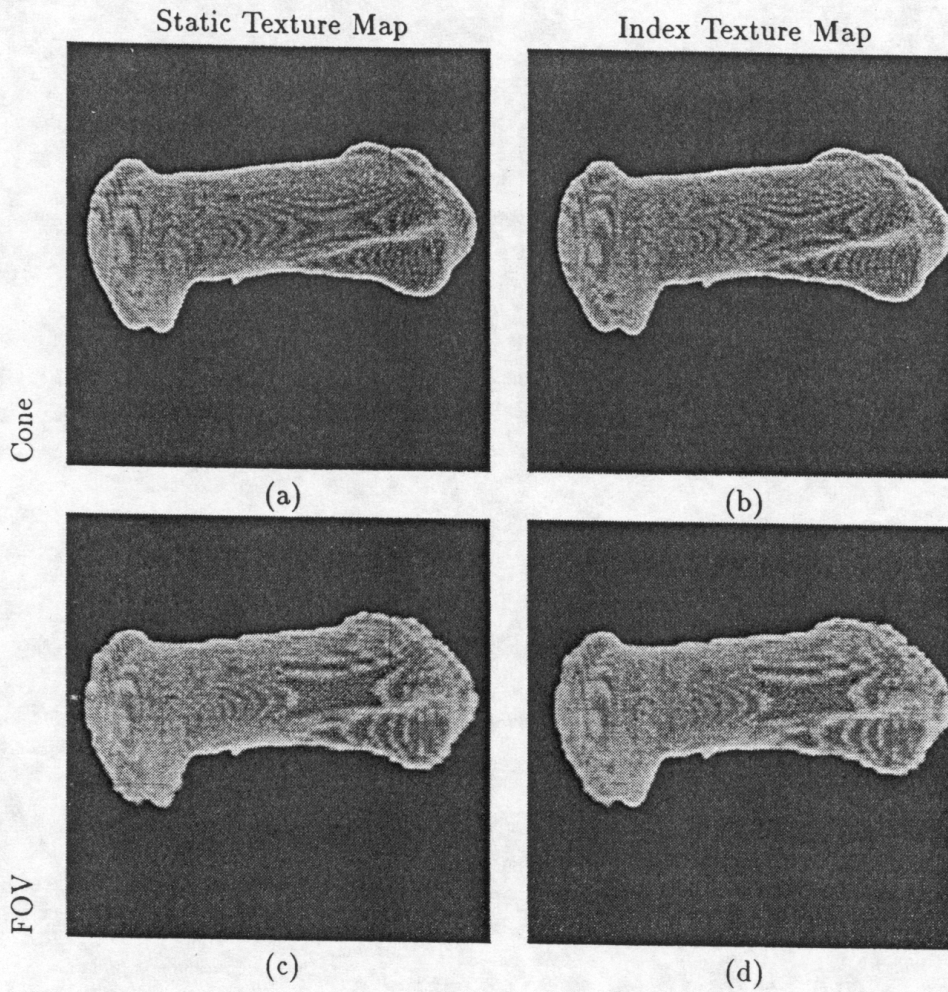 Static Texture Map
Index Texture Map
Cone
(a)
(b)
FOV
(c)
(d)